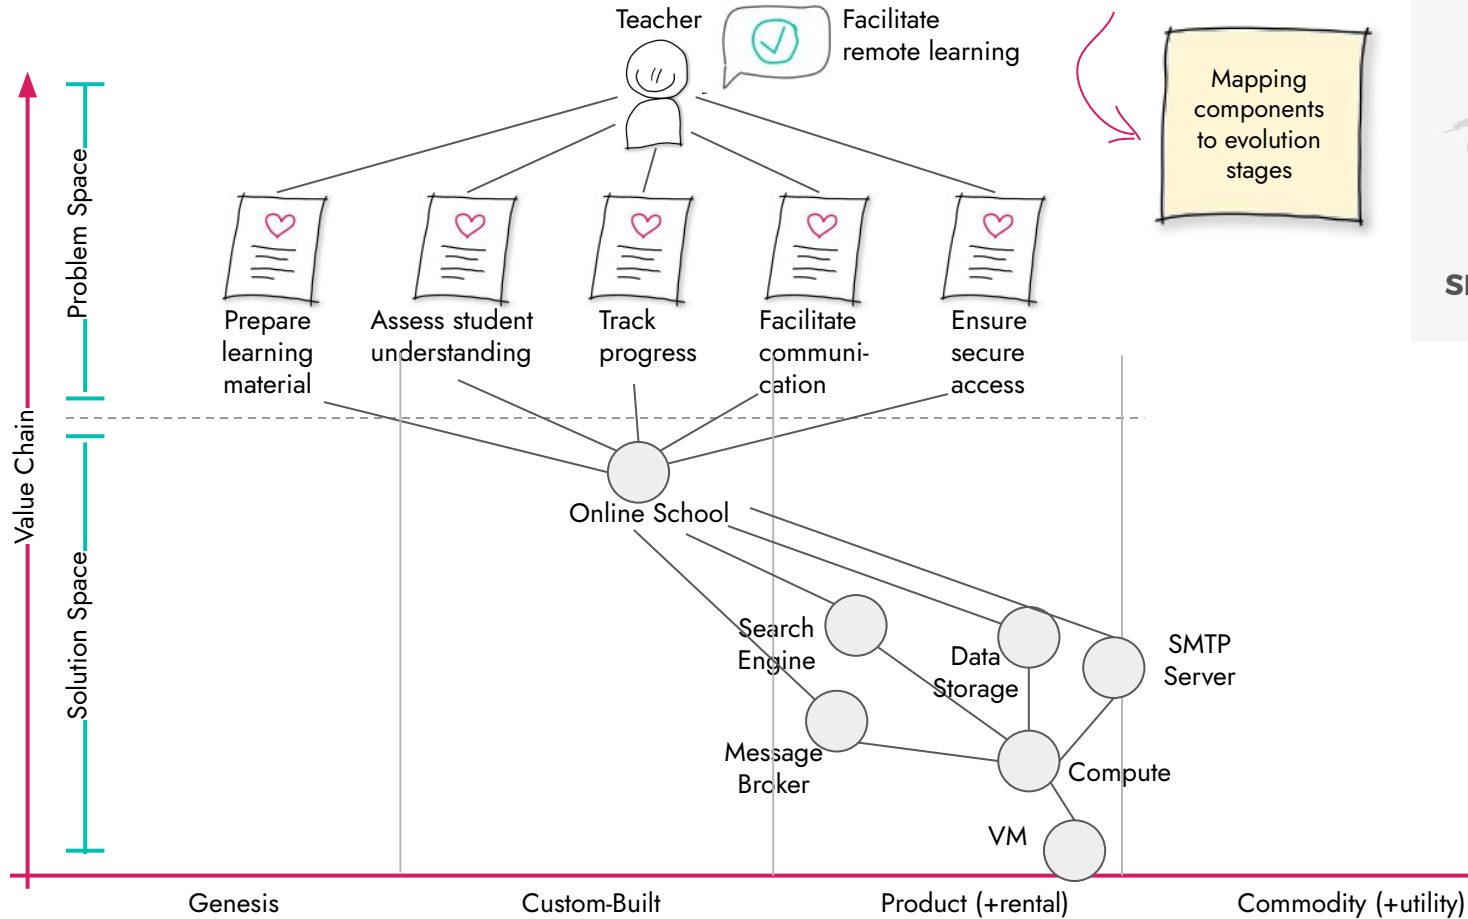 Teacher
Facilitate
remote learning
Mapping
components
to evolution
stages
Problem Space
Prepare
learning
material
Assess student
understanding
Track
progress
Facilitate
communi-
cation
Ensure
secure
access
Value Chain
Solution Space
Online School
Search
Engine
Data
Storage
SMTP
Server
Message
Broker
Compute
VM
Genesis
Custom-Built
Product (+rental)
Commodity (+utility)